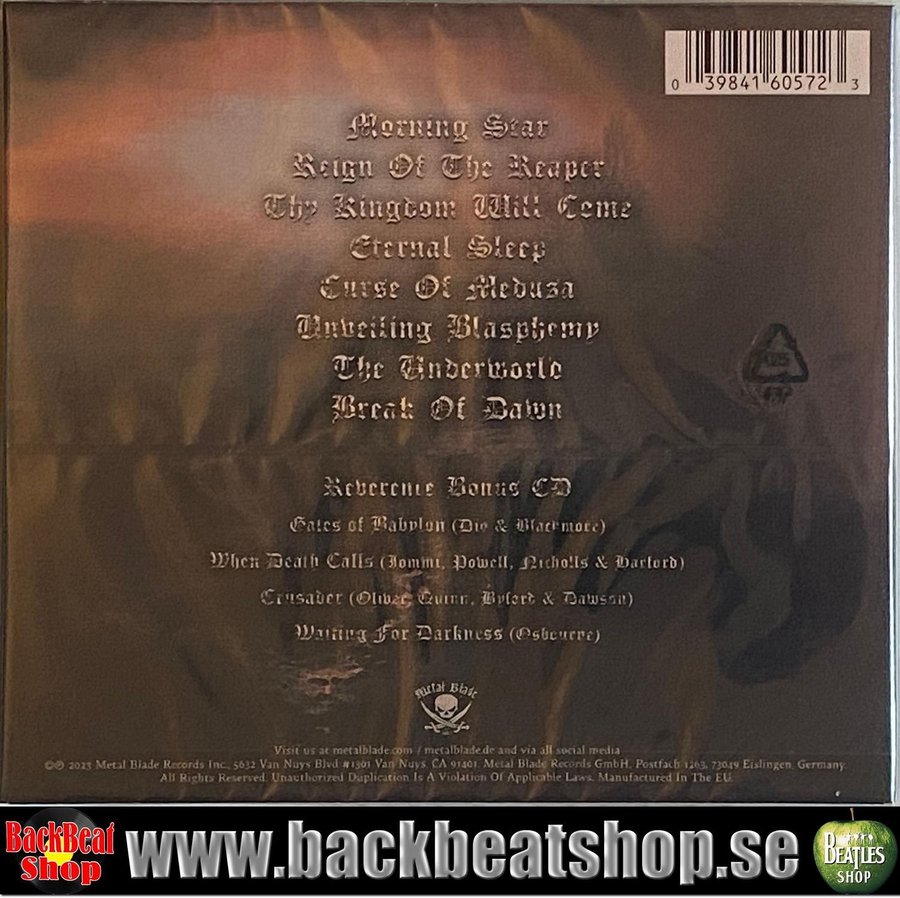 0 39841 60572 3
Morning Star
Reign Of The Reaper
Thy Kingdom Will Come
Eternal Sleep
Curse Of Medusa
Unveiling Blasphemy
The Underworld
Break Of Dawn
Reverence Bonus CD
Gates of Babylon (Dio & Blackmore)
When Death Calls (Iommi, Powell, Nicholls & Harford)
Crusader (Oliver, Quinn, Byford & Dawson)
Waiting For Darkness (Osbourne)
Metal Blade
Visit us at metalblade.com / metalblade.de and via all social media
©℗ 2023 Metal Blade Records Inc., 5632 Van Nuys Blvd #1301 Van Nuys, CA 91401. Metal Blade Records GmbH, Postfach 1263, 73049 Eislingen, Germany.
All Rights Reserved. Unauthorized Duplication Is A Violation Of Applicable Laws. Manufactured In The EU.
BackBeat
Shop
www.backbeatshop.se
BEATLES
SHOP